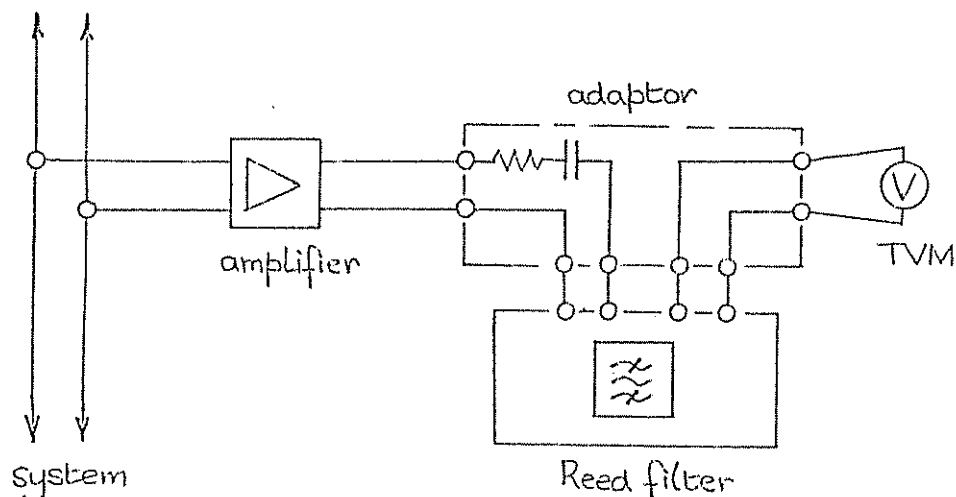 adaptor
amplifier
V
TVM
system
Reed filter